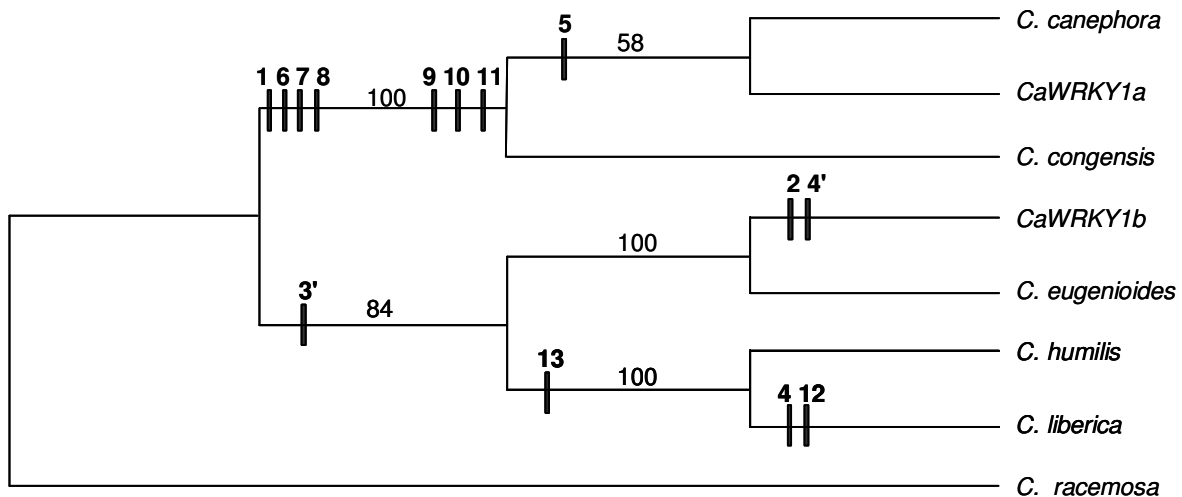 C. canephora
5
58
CaWRKY1a
1 6 7 8
100
9 10 11
C. congensis
2 4'
CaWRKY1b
100
C. eugenioides
3'
84
C. humilis
13
100
4 12
C. liberica
C. racemosa